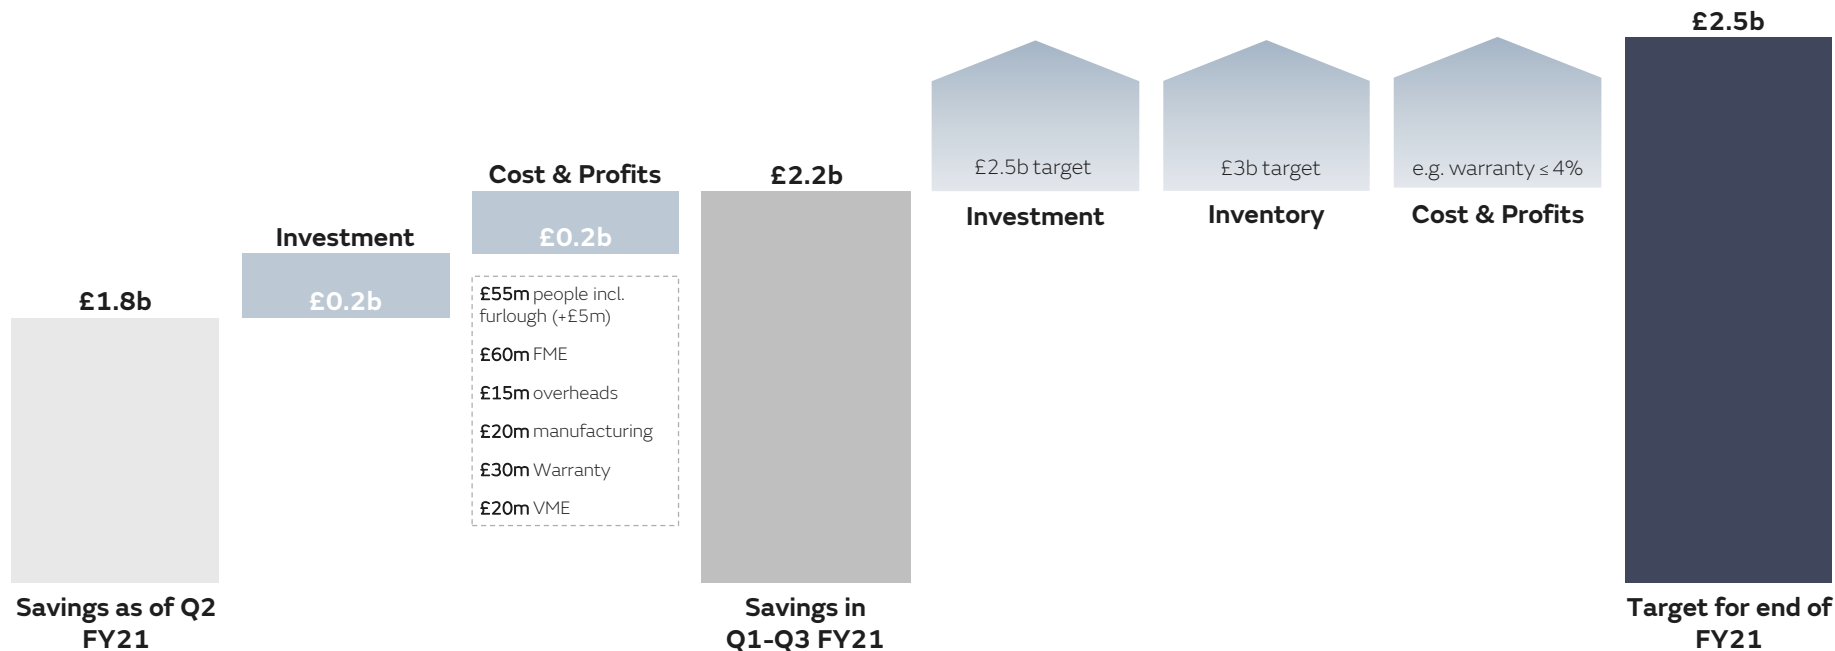 £1.8b
Savings as of Q2
FY21
Investment
£0.2b
Cost & Profits
£0.2b
£55m people incl.
furlough (+£5m)
£60m FME
£15m overheads
£20m manufacturing
£30m Warranty
£20m VME
£2.2b
Savings in
Q1-Q3 FY21
£2.5b target
Investment
£3b target
Inventory
e.g. warranty ≤ 4%
Cost & Profits
£2.5b
Target for end of
FY21